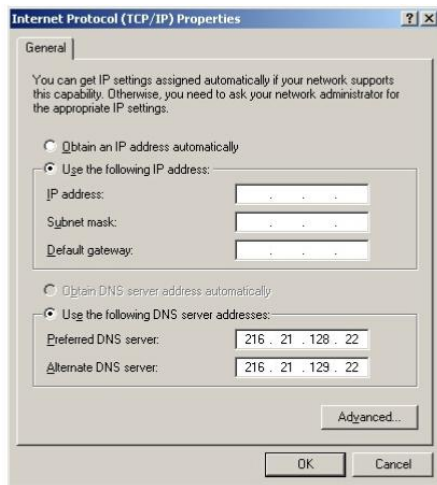 Internet Protocol (TCP/IP) Properties
General
You can get IP settings assigned automatically if your network supports
this capability. Otherwise, you need to ask your network administrator for
the appropriate IP settings.
Obtain an IP address automatically
Use the following IP address:
IP address: . . .
Subnet mask: . . .
Default gateway: . . .
Obtain DNS server address automatically
Use the following DNS server addresses:
Preferred DNS server: 216 . 21 . 128 . 22
Alternate DNS server: 216 . 21 . 129 . 22
Advanced...
OK Cancel